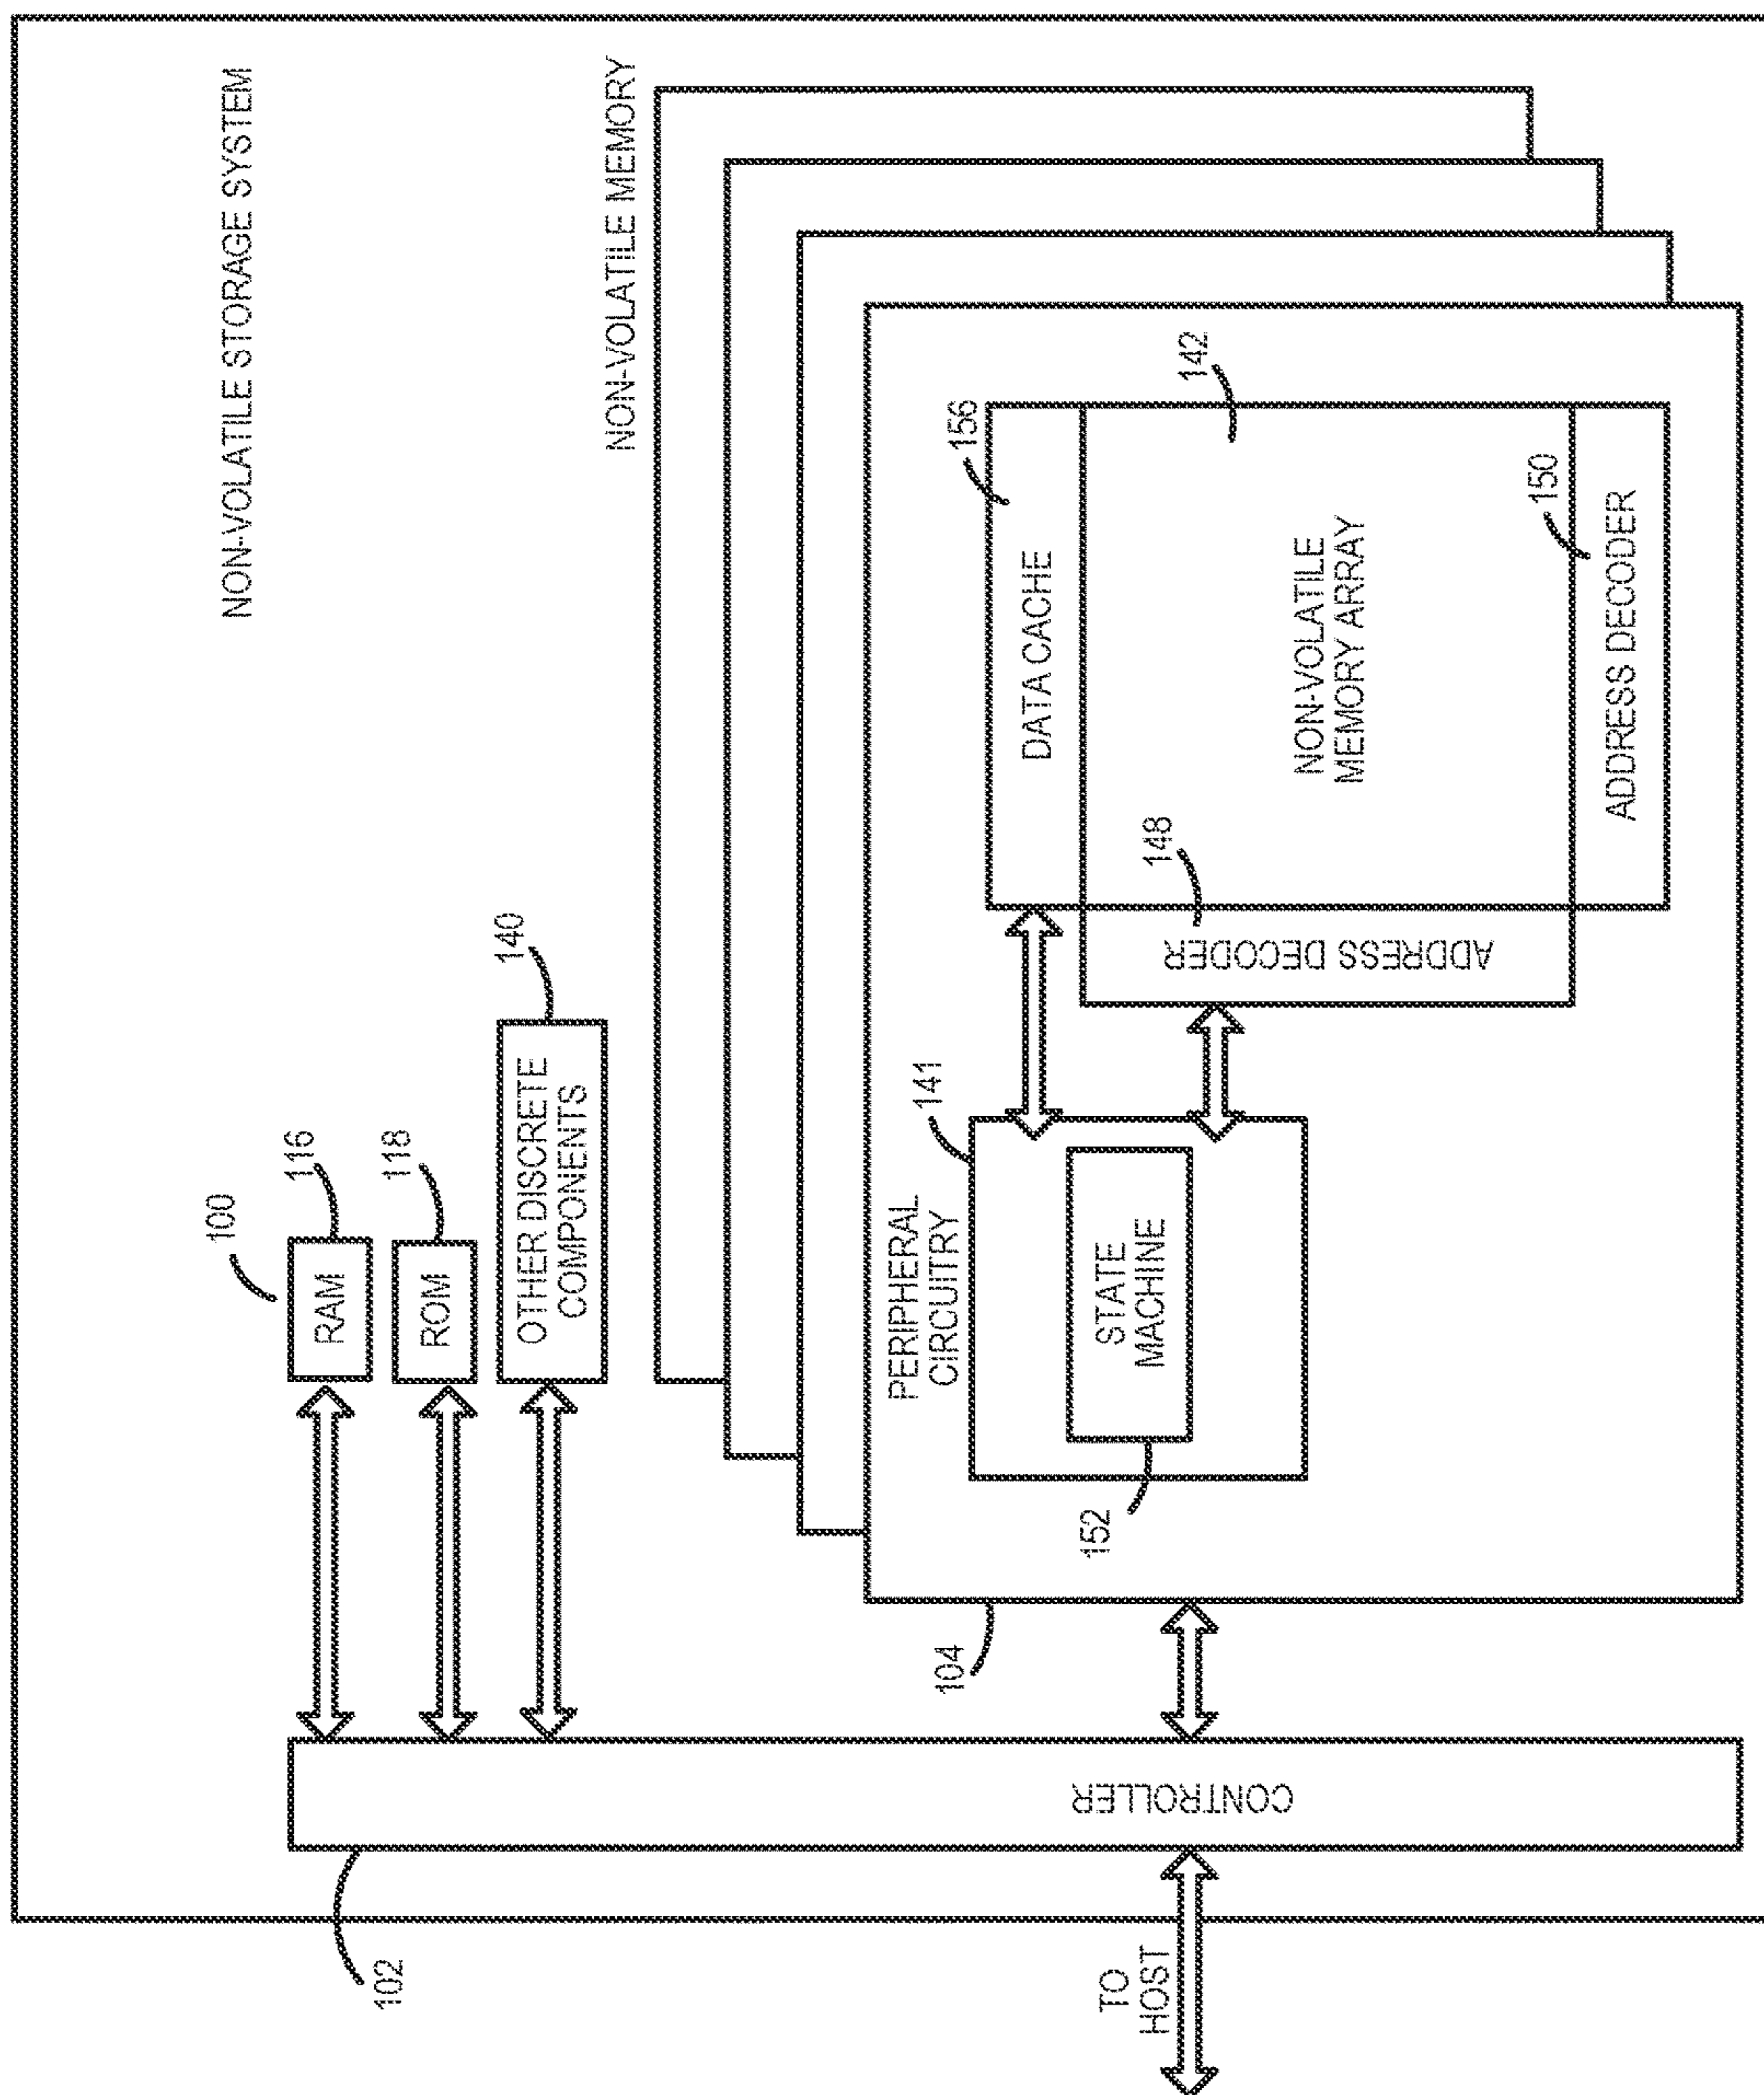 NON-VOLATILE STORAGE SYSTEM
100
RAM
116
ROM
118
OTHER DISCRETE
COMPONENTS
140
NON-VOLATILE MEMORY
102
CONTROLLER
TO
HOST
104
PERIPHERAL
CIRCUITRY
141
STATE
MACHINE
152
DATA CACHE
156
ADDRESS DECODER
148
NON-VOLATILE
MEMORY ARRAY
142
ADDRESS DECODER
150